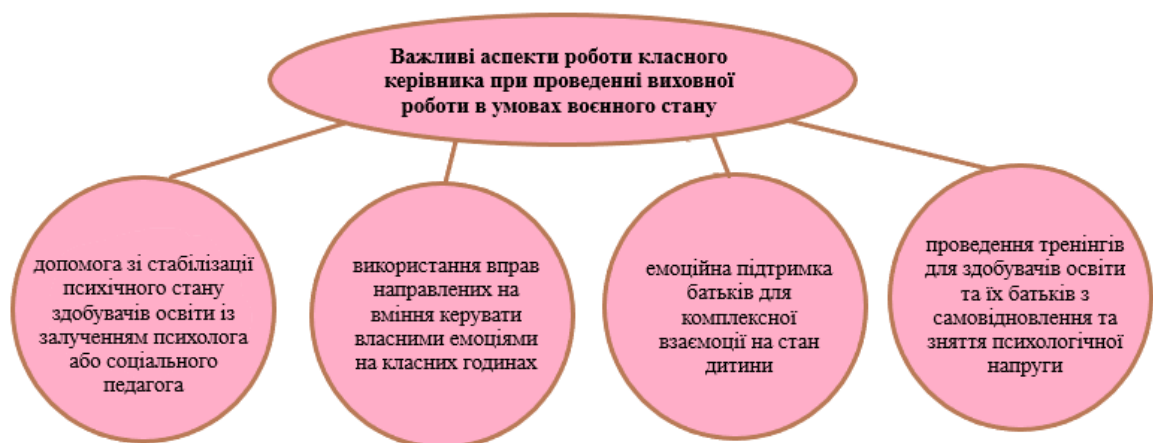 Важливі аспекти роботи класного
керівника при проведенні виховної
роботи в умовах воєнного стану
допомога зі стабілізації
психічного стану
здобувачів освіти із
залученням психолога
або соціального
педагога
використання вправ
направлених на
вміння керувати
власними емоціями
на класних годинах
емоційна підтримка
батьків для
комплексної
взаємодії на стан
дитини
проведення тренінгів
для здобувачів освіти
та їх батьків з
самовідновлення та
зняття психологічної
напруги